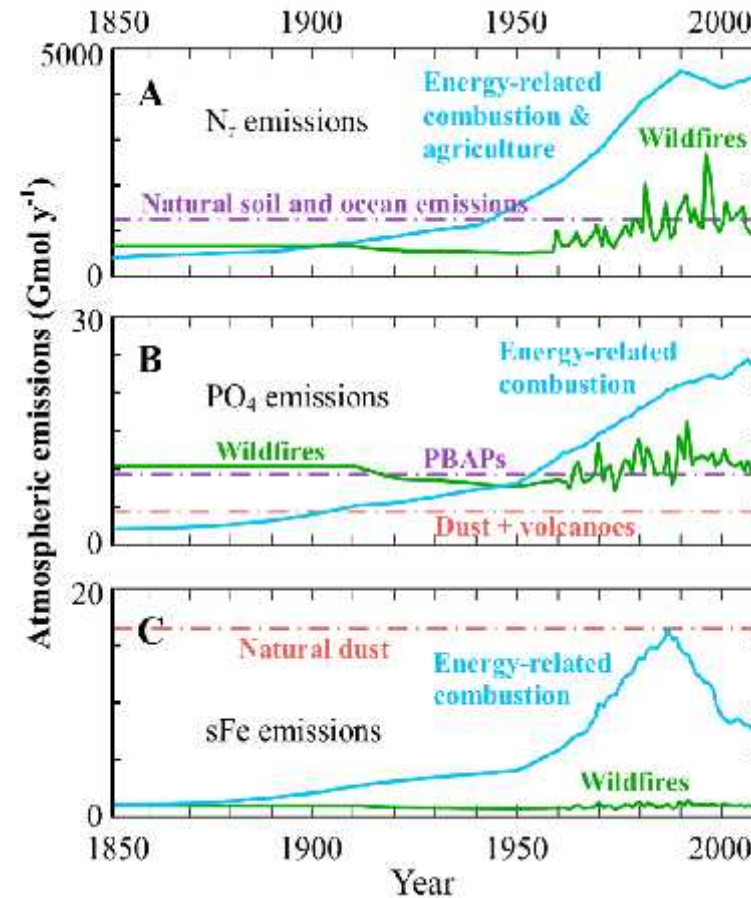 1850 1900 1950 2000
5000
A
Energy-related
combustion &
agriculture
Nr emissions
Wildfires
Natural soil and ocean emissions
0
30
B
Energy-related
combustion
PO4 emissions
Wildfires
PBAPs
Dust + volcanoes
0
20
C
Natural dust
Energy-related
combustion
sFe emissions
Wildfires
0
1850 1900 1950 2000
Year
Atmospheric emissions (Gmol y-1)